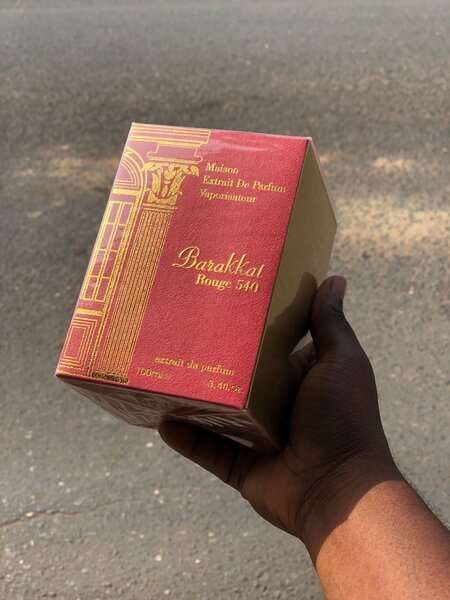 Maison
Extrait De Parfum
Vaporisateur
Barakkat
Rouge 540
extrait de parfum
100ml℮ 3.4fl.oz